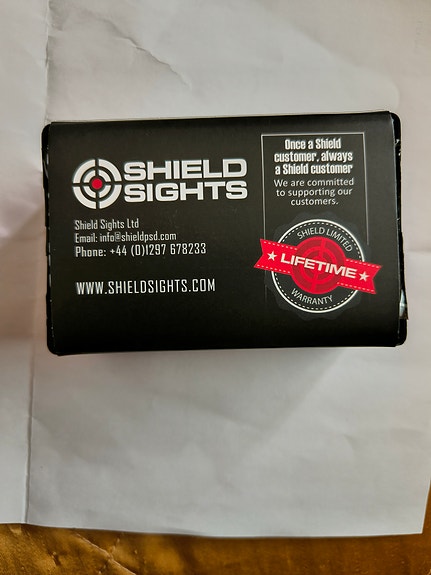 SHIELD
SIGHTS
Shield Sights Ltd
Email: info@shieldpsd.com
Phone: +44 (0)1297 678233
WWW.SHIELDSIGHTS.COM
Once a Shield
customer, always
a Shield customer
We are committed
to supporting our
customers.
SHIELD LIMITED
LIFETIME
WARRANTY